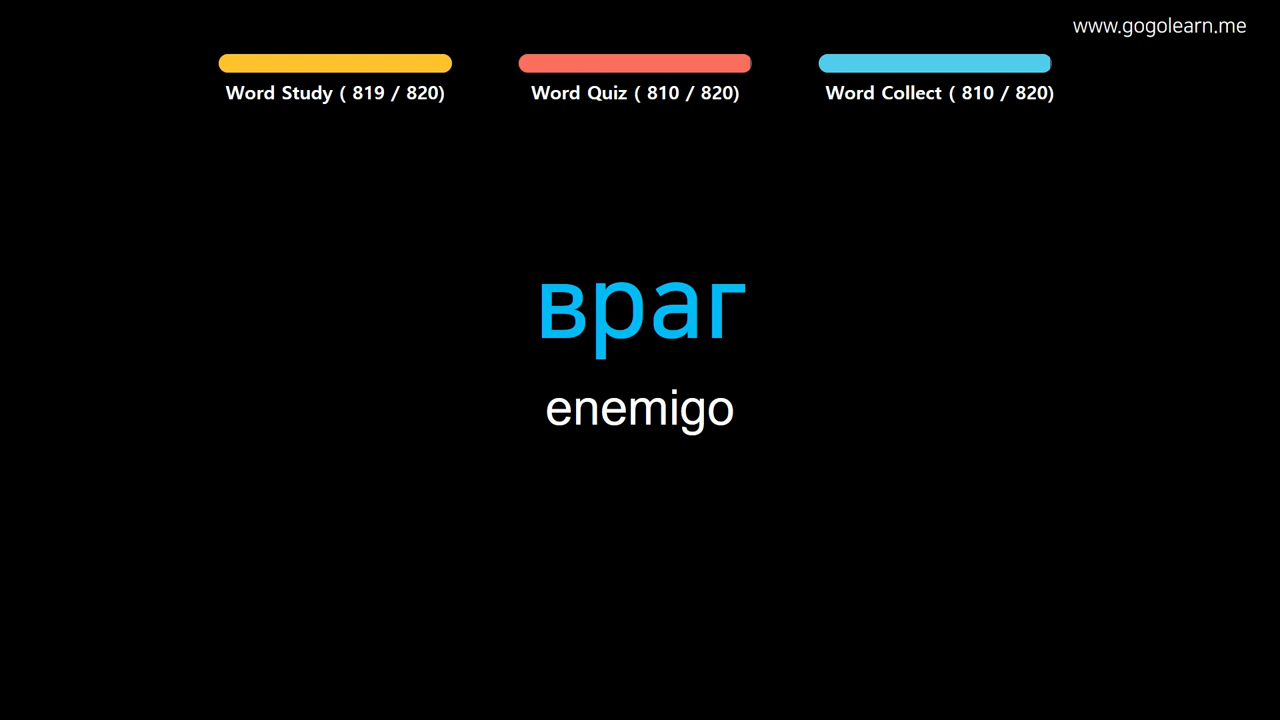 www.gogolearn.me
Word Study ( 819 / 820)
Word Quiz ( 810 / 820)
Word Collect ( 810 / 820)
враг
enemigo